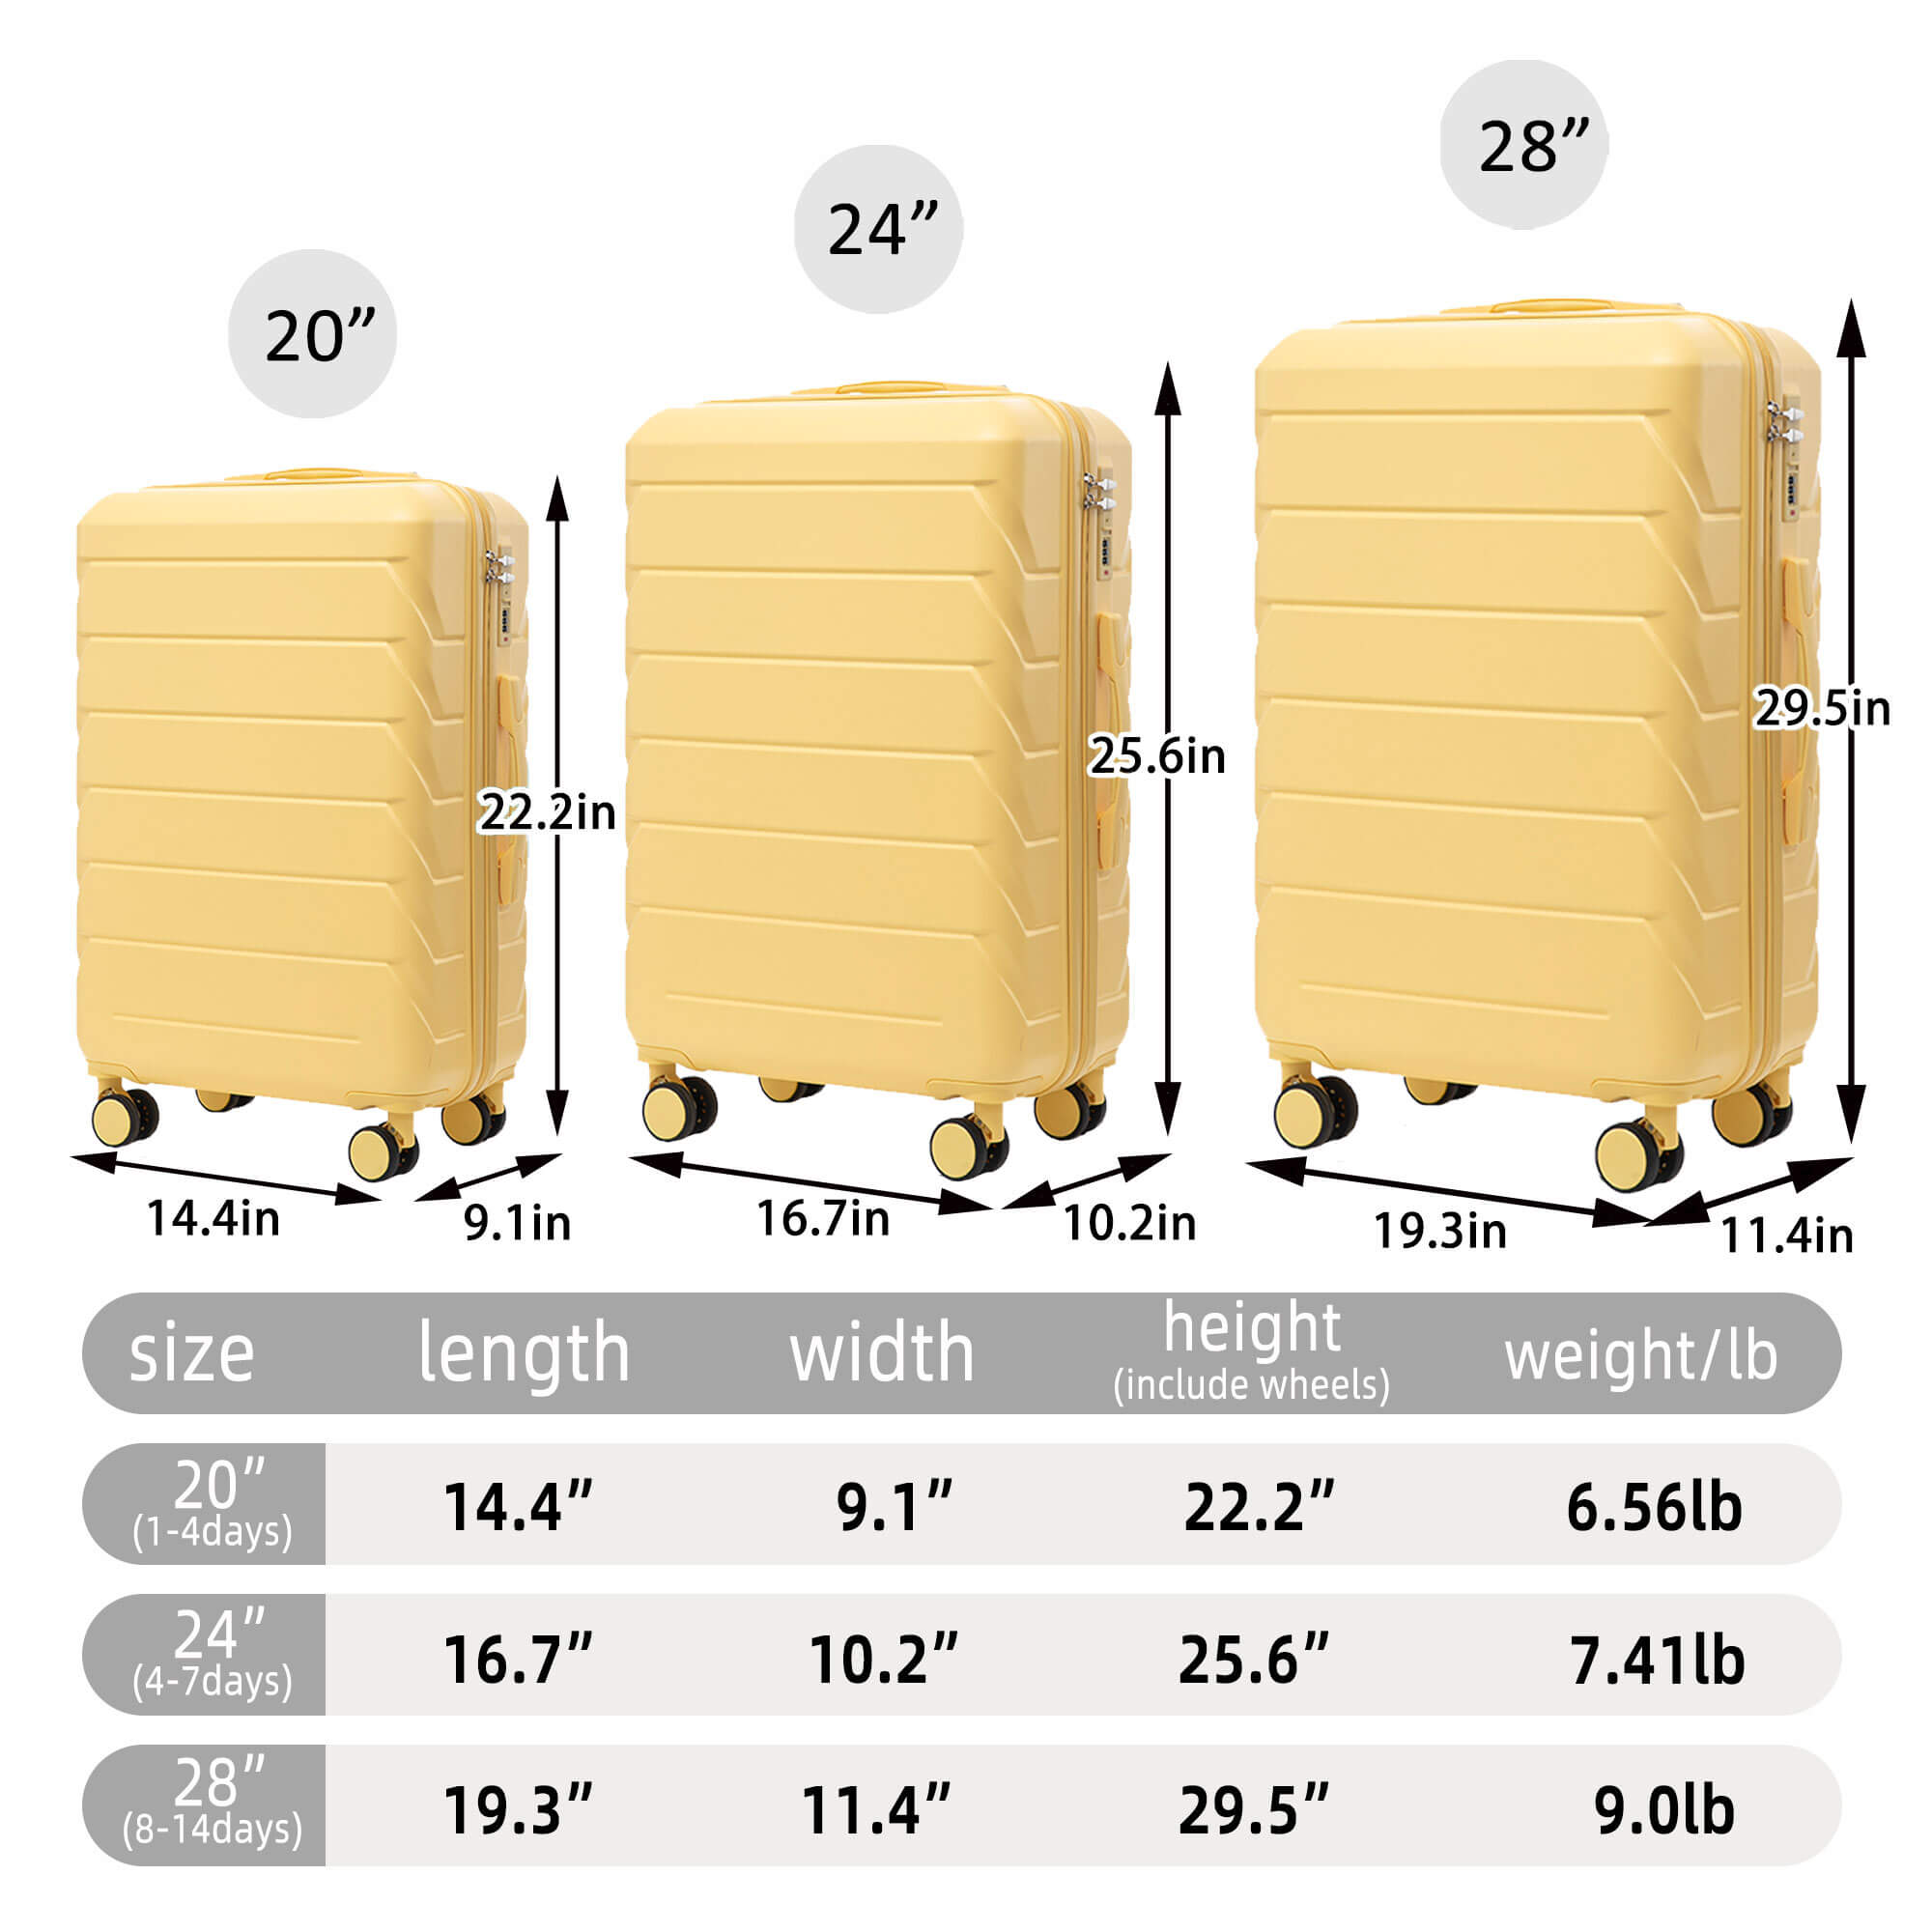 28”
24”
20”
29.5in
25.6in
22.2in
14.4in
9.1in
16.7in
10.2in
19.3in
11.4in
size length width height weight/lb
(include wheels)
20” 14.4” 9.1” 22.2” 6.56lb
(1-4days)
24” 16.7” 10.2” 25.6” 7.41lb
(4-7days)
28” 19.3” 11.4” 29.5” 9.0lb
(8-14days)